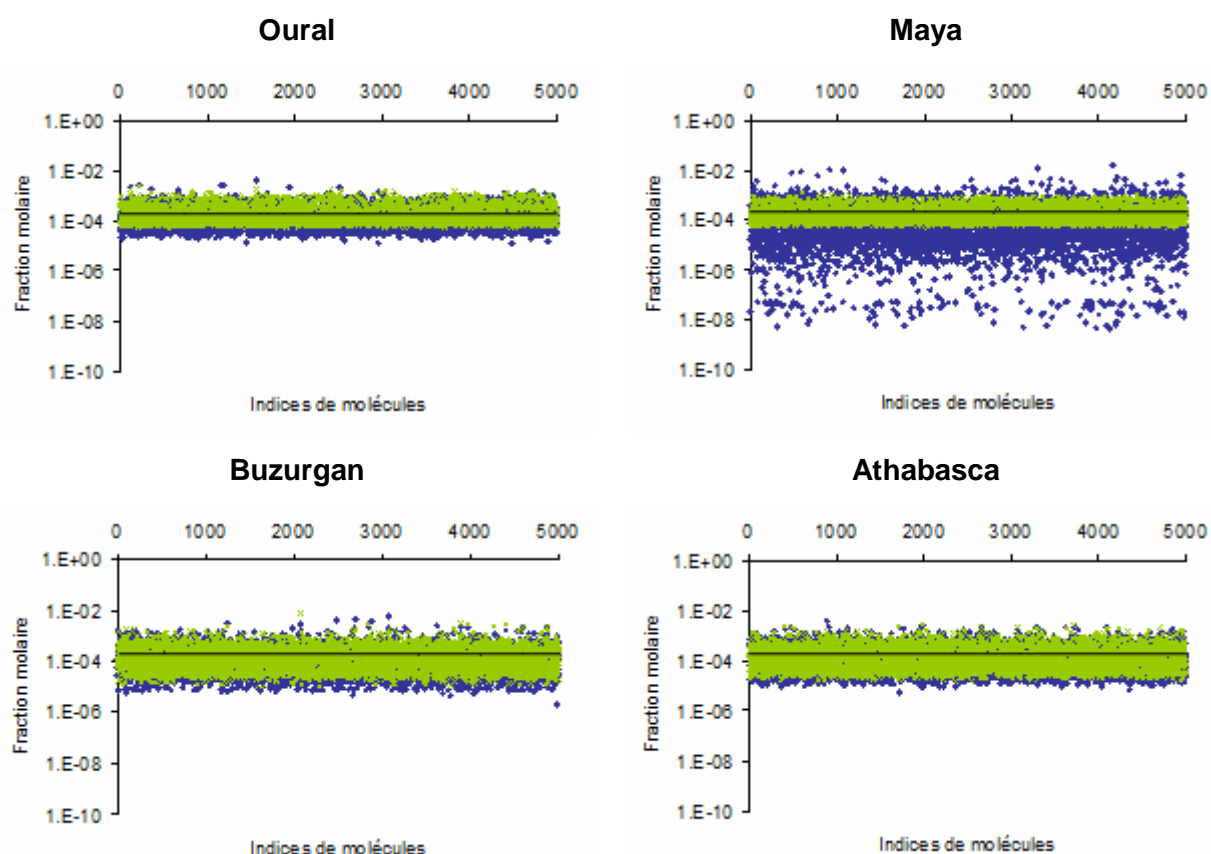 Oural
Maya
0 1000 2000 3000 4000 5000
1.E+00
1.E-02
1.E-04
1.E-06
1.E-08
1.E-10
Fraction molaire
Indices de molécules
0 1000 2000 3000 4000 5000
1.E+00
1.E-02
1.E-04
1.E-06
1.E-08
1.E-10
Fraction molaire
Indices de molécules
Buzurgan
Athabasca
0 1000 2000 3000 4000 5000
1.E+00
1.E-02
1.E-04
1.E-06
1.E-08
1.E-10
Fraction molaire
Indices de molécules
0 1000 2000 3000 4000 5000
1.E+00
1.E-02
1.E-04
1.E-06
1.E-08
1.E-10
Fraction molaire
Indices de molécules